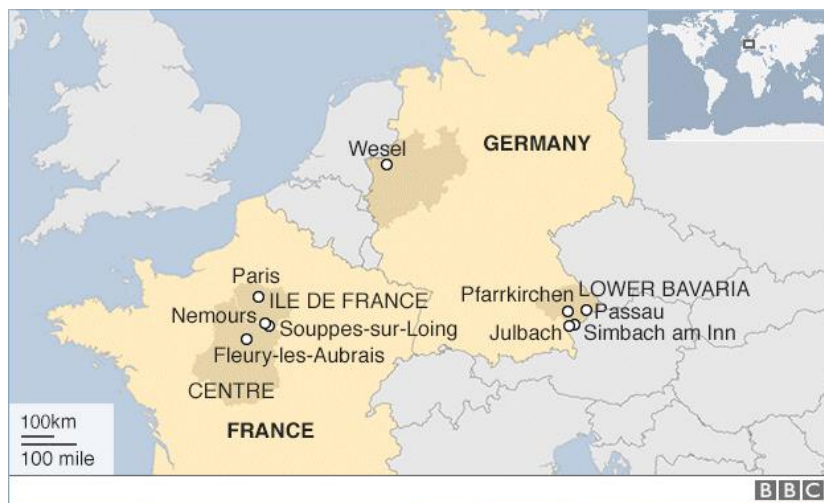 GERMANY
Wesel
Paris
ILE DE FRANCE
Nemours
Souppes-sur-Loing
Fleury-les-Aubrais
CENTRE
FRANCE
Pfarrkirchen
LOWER BAVARIA
Passau
Julbach
Simbach am Inn
100km
100 mile
BBC